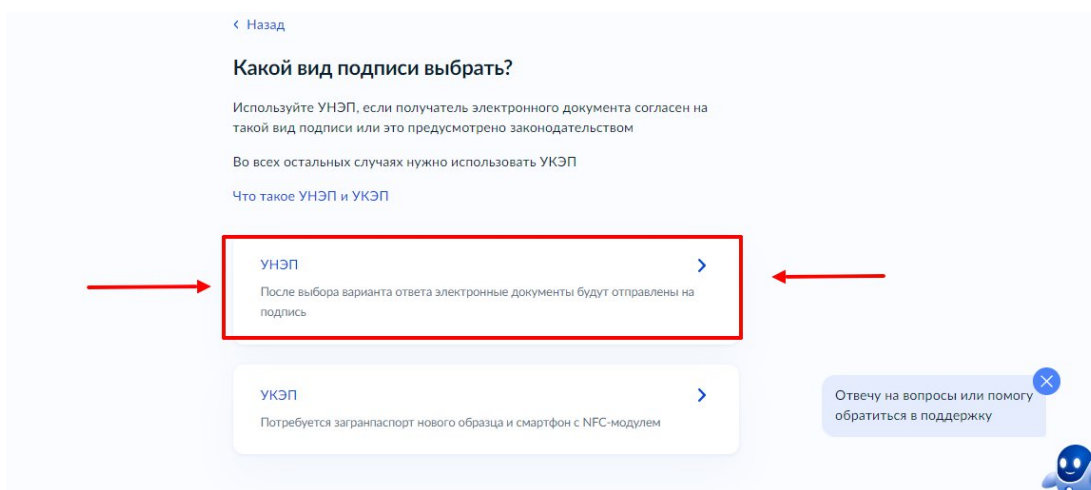 Назад
Какой вид подписи выбрать?
Используйте УНЭП, если получатель электронного документа согласен на
такой вид подписи или это предусмотрено законодательством
Во всех остальных случаях нужно использовать УКЭП
Что такое УНЭП и УКЭП
УНЭП
После выбора варианта ответа электронные документы будут отправлены на
подпись
УКЭП
Потребуется загранпаспорт нового образца и смартфон с NFC-модулем
Отвечу на вопросы или помогу
обратиться в поддержку